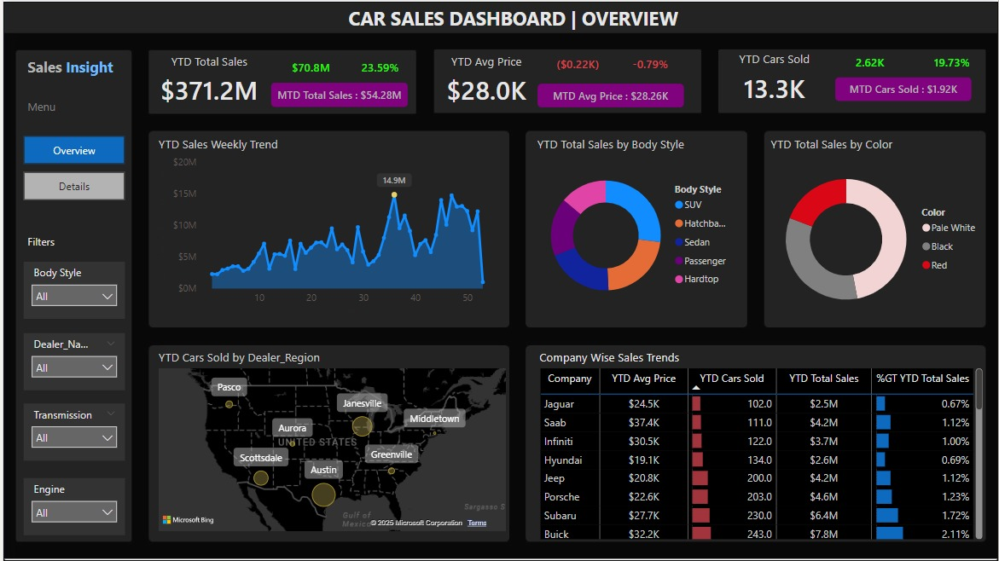 CAR SALES DASHBOARD | OVERVIEW
Sales Insight
Menu
Overview
Details
Filters
Body Style
All
Dealer_Na...
All
Transmission
All
Engine
All
YTD Total Sales
$70.8M 23.59%
$371.2M
MTD Total Sales : $54.28M
YTD Avg Price
($0.22K) -0.79%
$28.0K
MTD Avg Price : $28.26K
YTD Cars Sold
2.62K 19.73%
13.3K
MTD Cars Sold : $1.92K
YTD Sales Weekly Trend
$20M
$15M
$10M
$5M
$0M
14.9M
10 20 30 40 50
YTD Total Sales by Body Style
Body Style
SUV
Hatchba...
Sedan
Passenger
Hardtop
YTD Total Sales by Color
Color
Pale White
Black
Red
YTD Cars Sold by Dealer_Region
Pasco
Janesville
Middletown
Aurora
UNITED STATES
Greenville
Scottsdale
Austin
Sargasso S
Gulf of
Mexico
Microsoft Bing
© 2025 Microsoft Corporation Terms
Company Wise Sales Trends
Company YTD Avg Price YTD Cars Sold YTD Total Sales %GT YTD Total Sales
Jaguar $24.5K 102.0 $2.5M 0.67%
Saab $37.4K 111.0 $4.2M 1.12%
Infiniti $30.5K 122.0 $3.7M 1.00%
Hyundai $19.1K 134.0 $2.6M 0.69%
Jeep $20.8K 200.0 $4.2M 1.12%
Porsche $22.6K 203.0 $4.6M 1.23%
Subaru $27.7K 230.0 $6.4M 1.72%
Buick $32.2K 243.0 $7.8M 2.11%